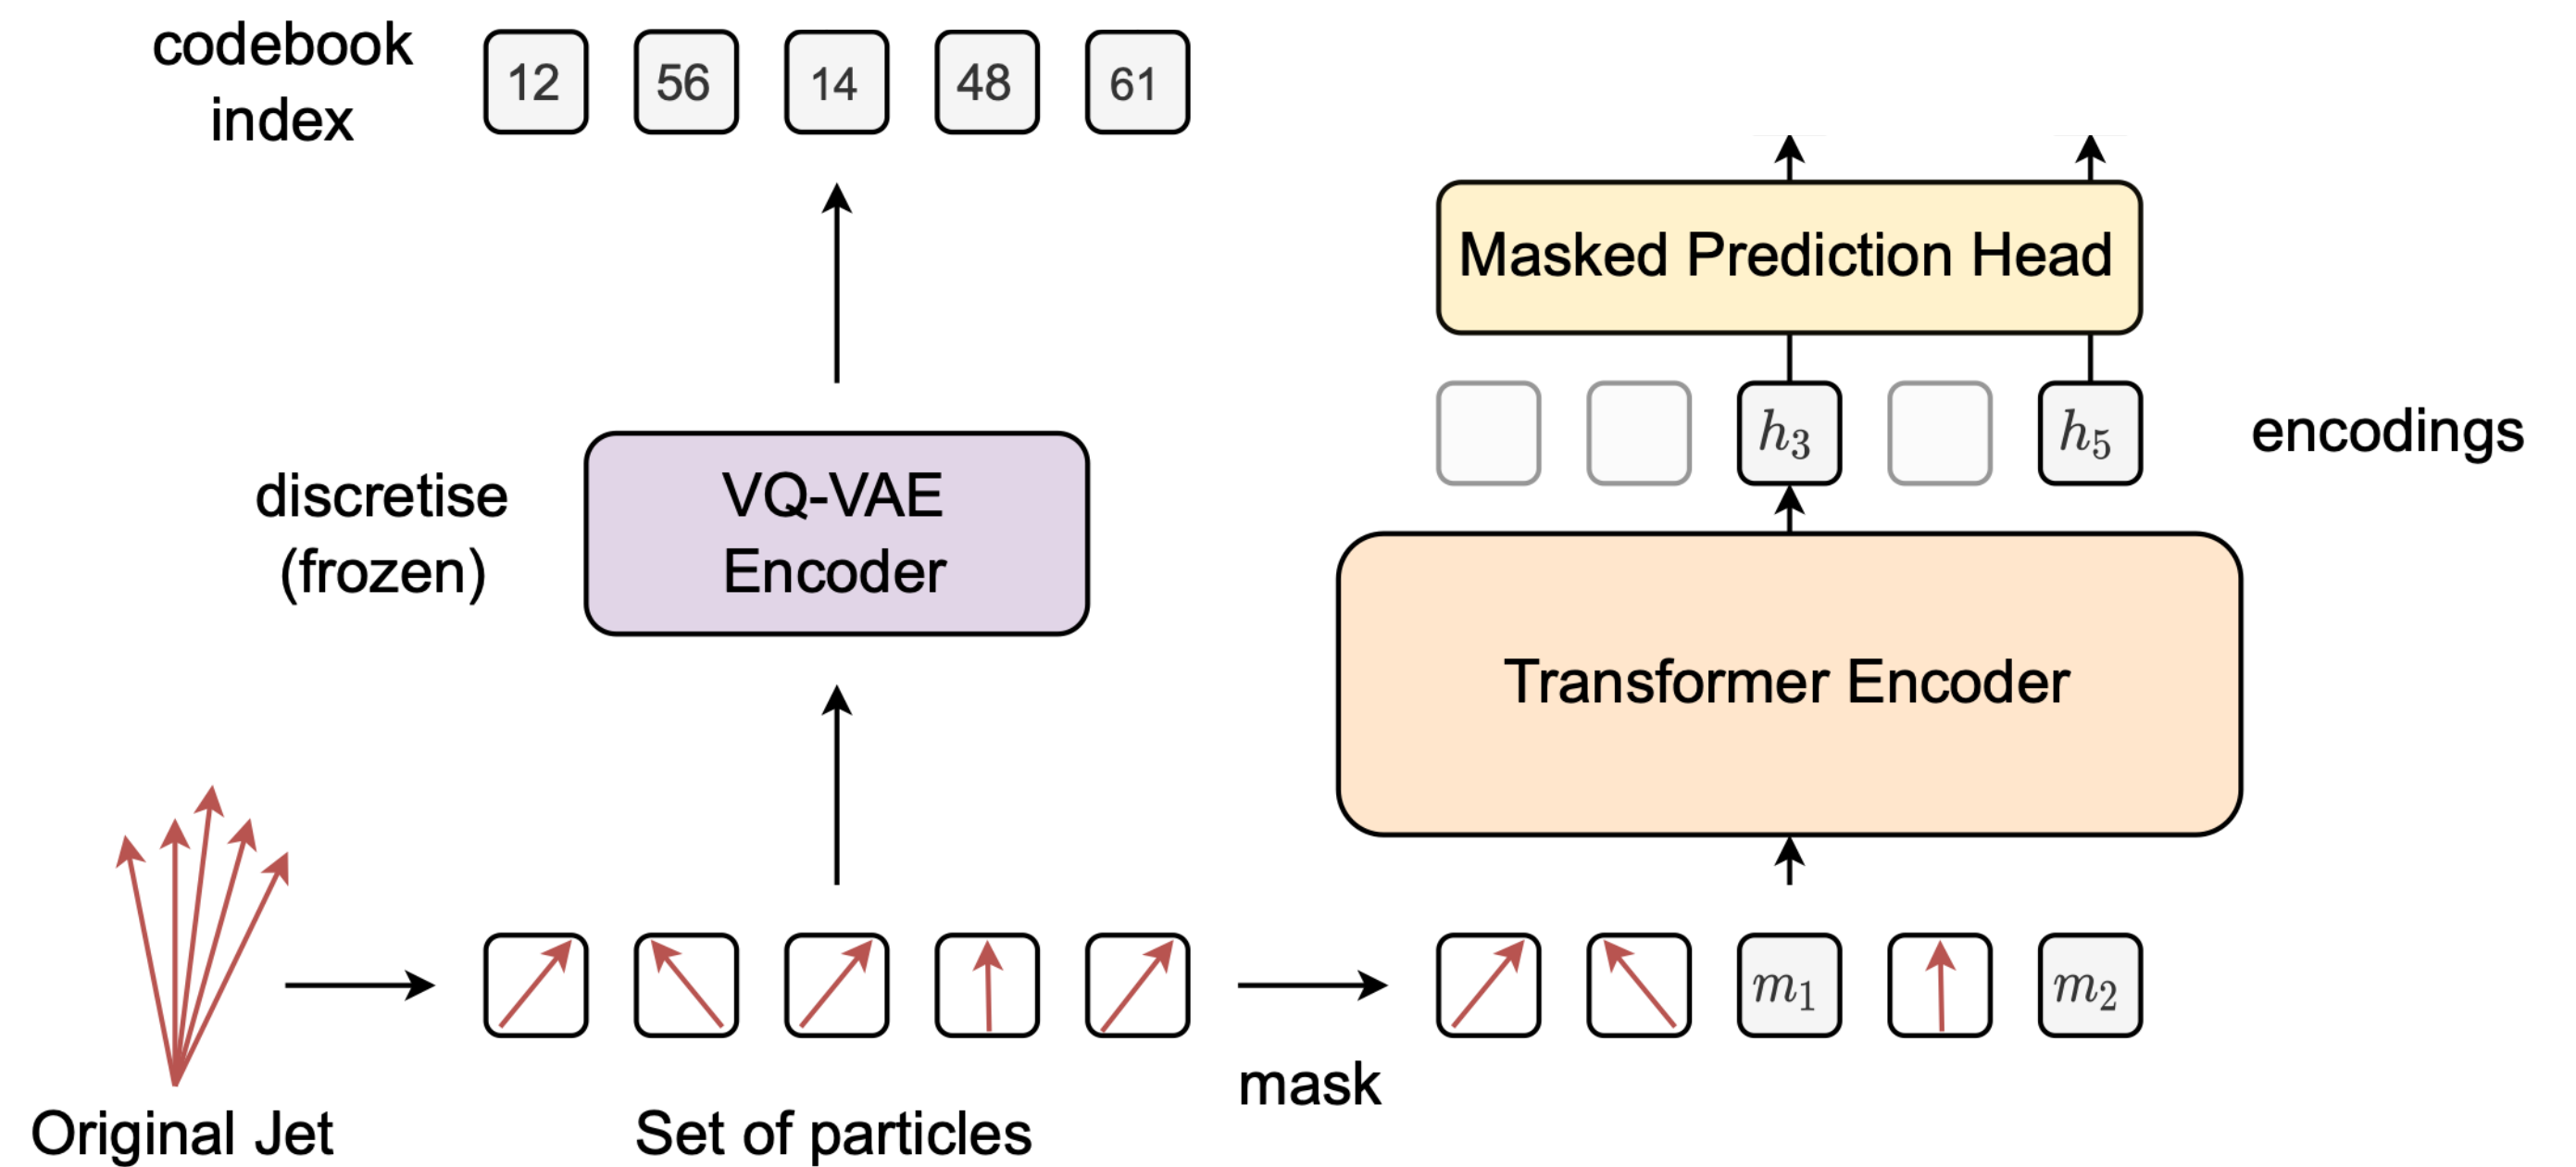 codebook
index
12 56 14 48 61
Masked Prediction Head
h3 h5
encodings
discretise
(frozen)
VQ-VAE
Encoder
Transformer Encoder
m1 m2
mask
Original Jet
Set of particles